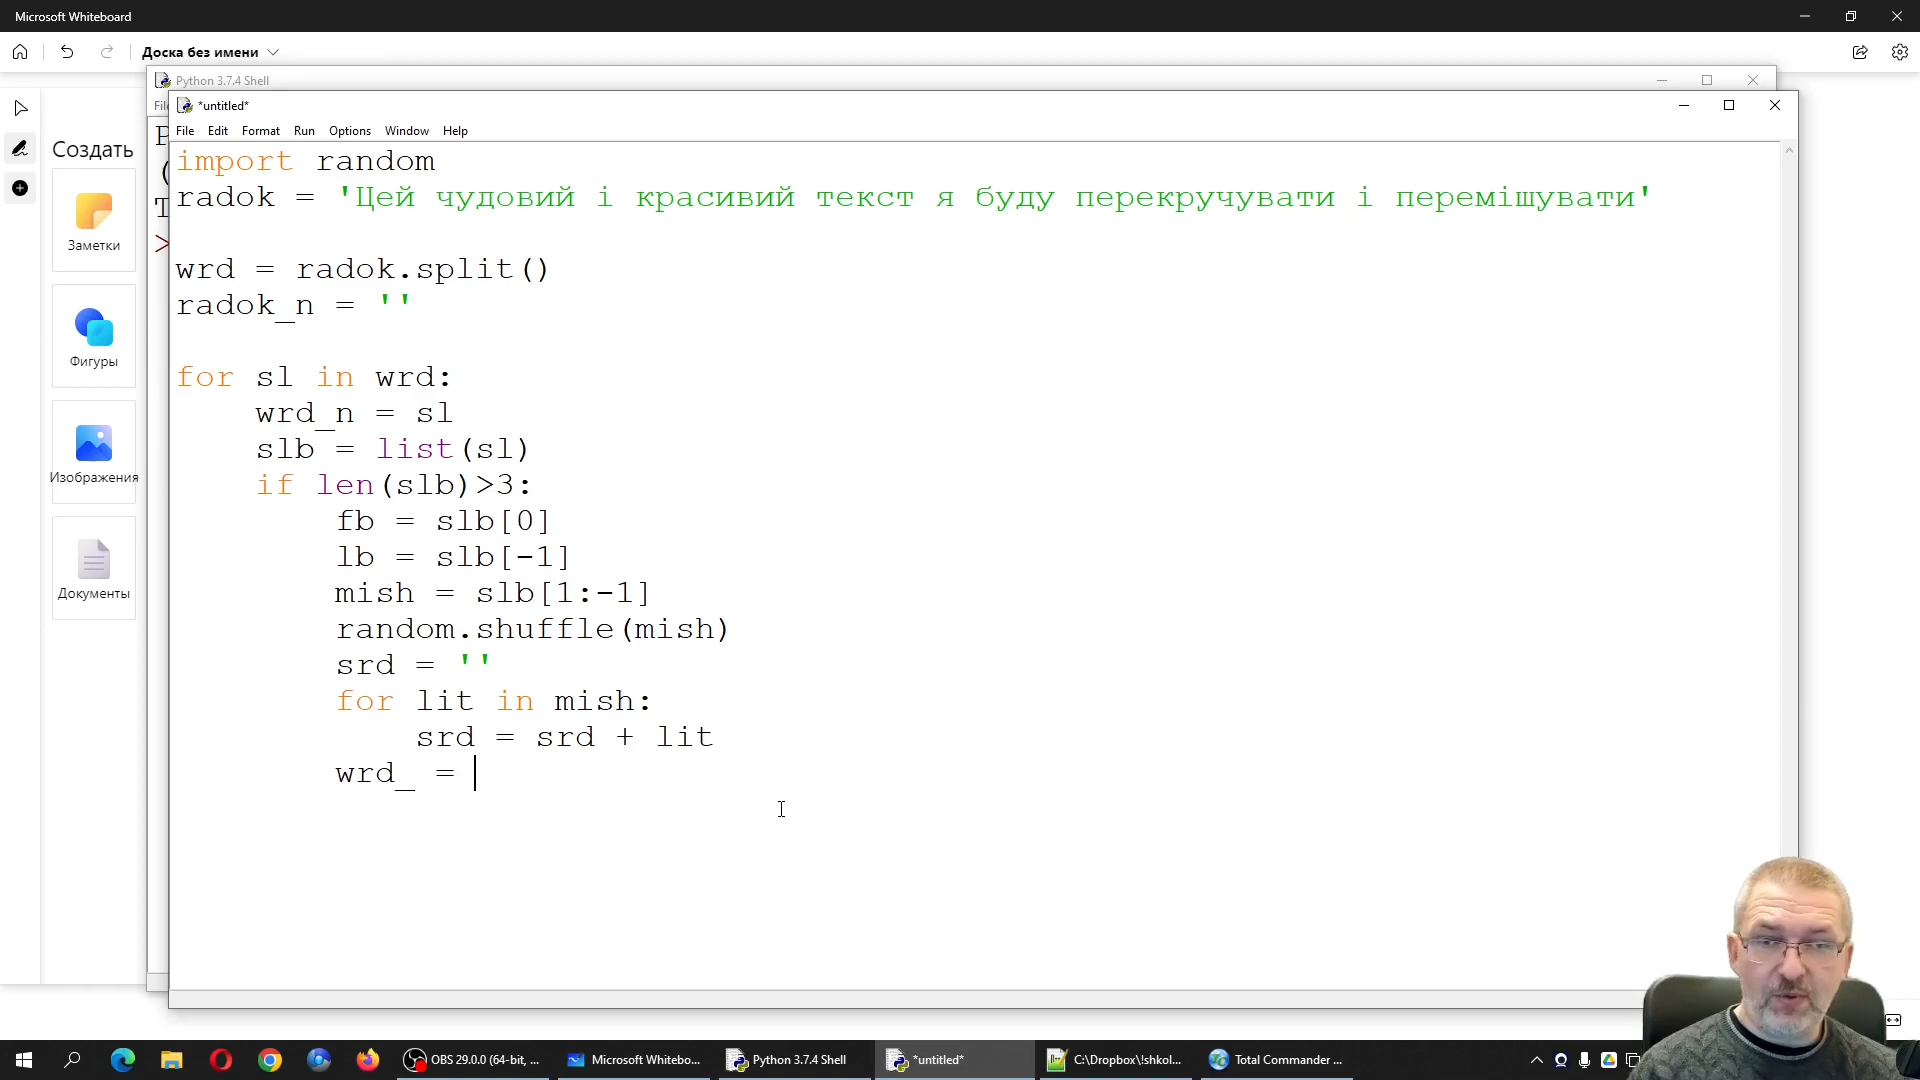 Microsoft Whiteboard
Доска без имени
Python 3.7.4 Shell
*untitled*
File Edit Format Run Options Window Help
Создать
Заметки
Фигуры
Изображения
Документы
import random
radok = 'Цей чудовий і красивий текст я буду перекручувати і перемішувати'
wrd = radok.split()
radok_n = ''
for sl in wrd:
    wrd_n = sl
    slb = list(sl)
    if len(slb)>3:
        fb = slb[0]
        lb = slb[-1]
        mish = slb[1:-1]
        random.shuffle(mish)
        srd = ''
        for lit in mish:
            srd = srd + lit
        wrd_ =
OBS 29.0.0 (64-bit, ...
Microsoft Whitebo...
Python 3.7.4 Shell
*untitled*
C:\Dropbox\!shkol...
Total Commander ...